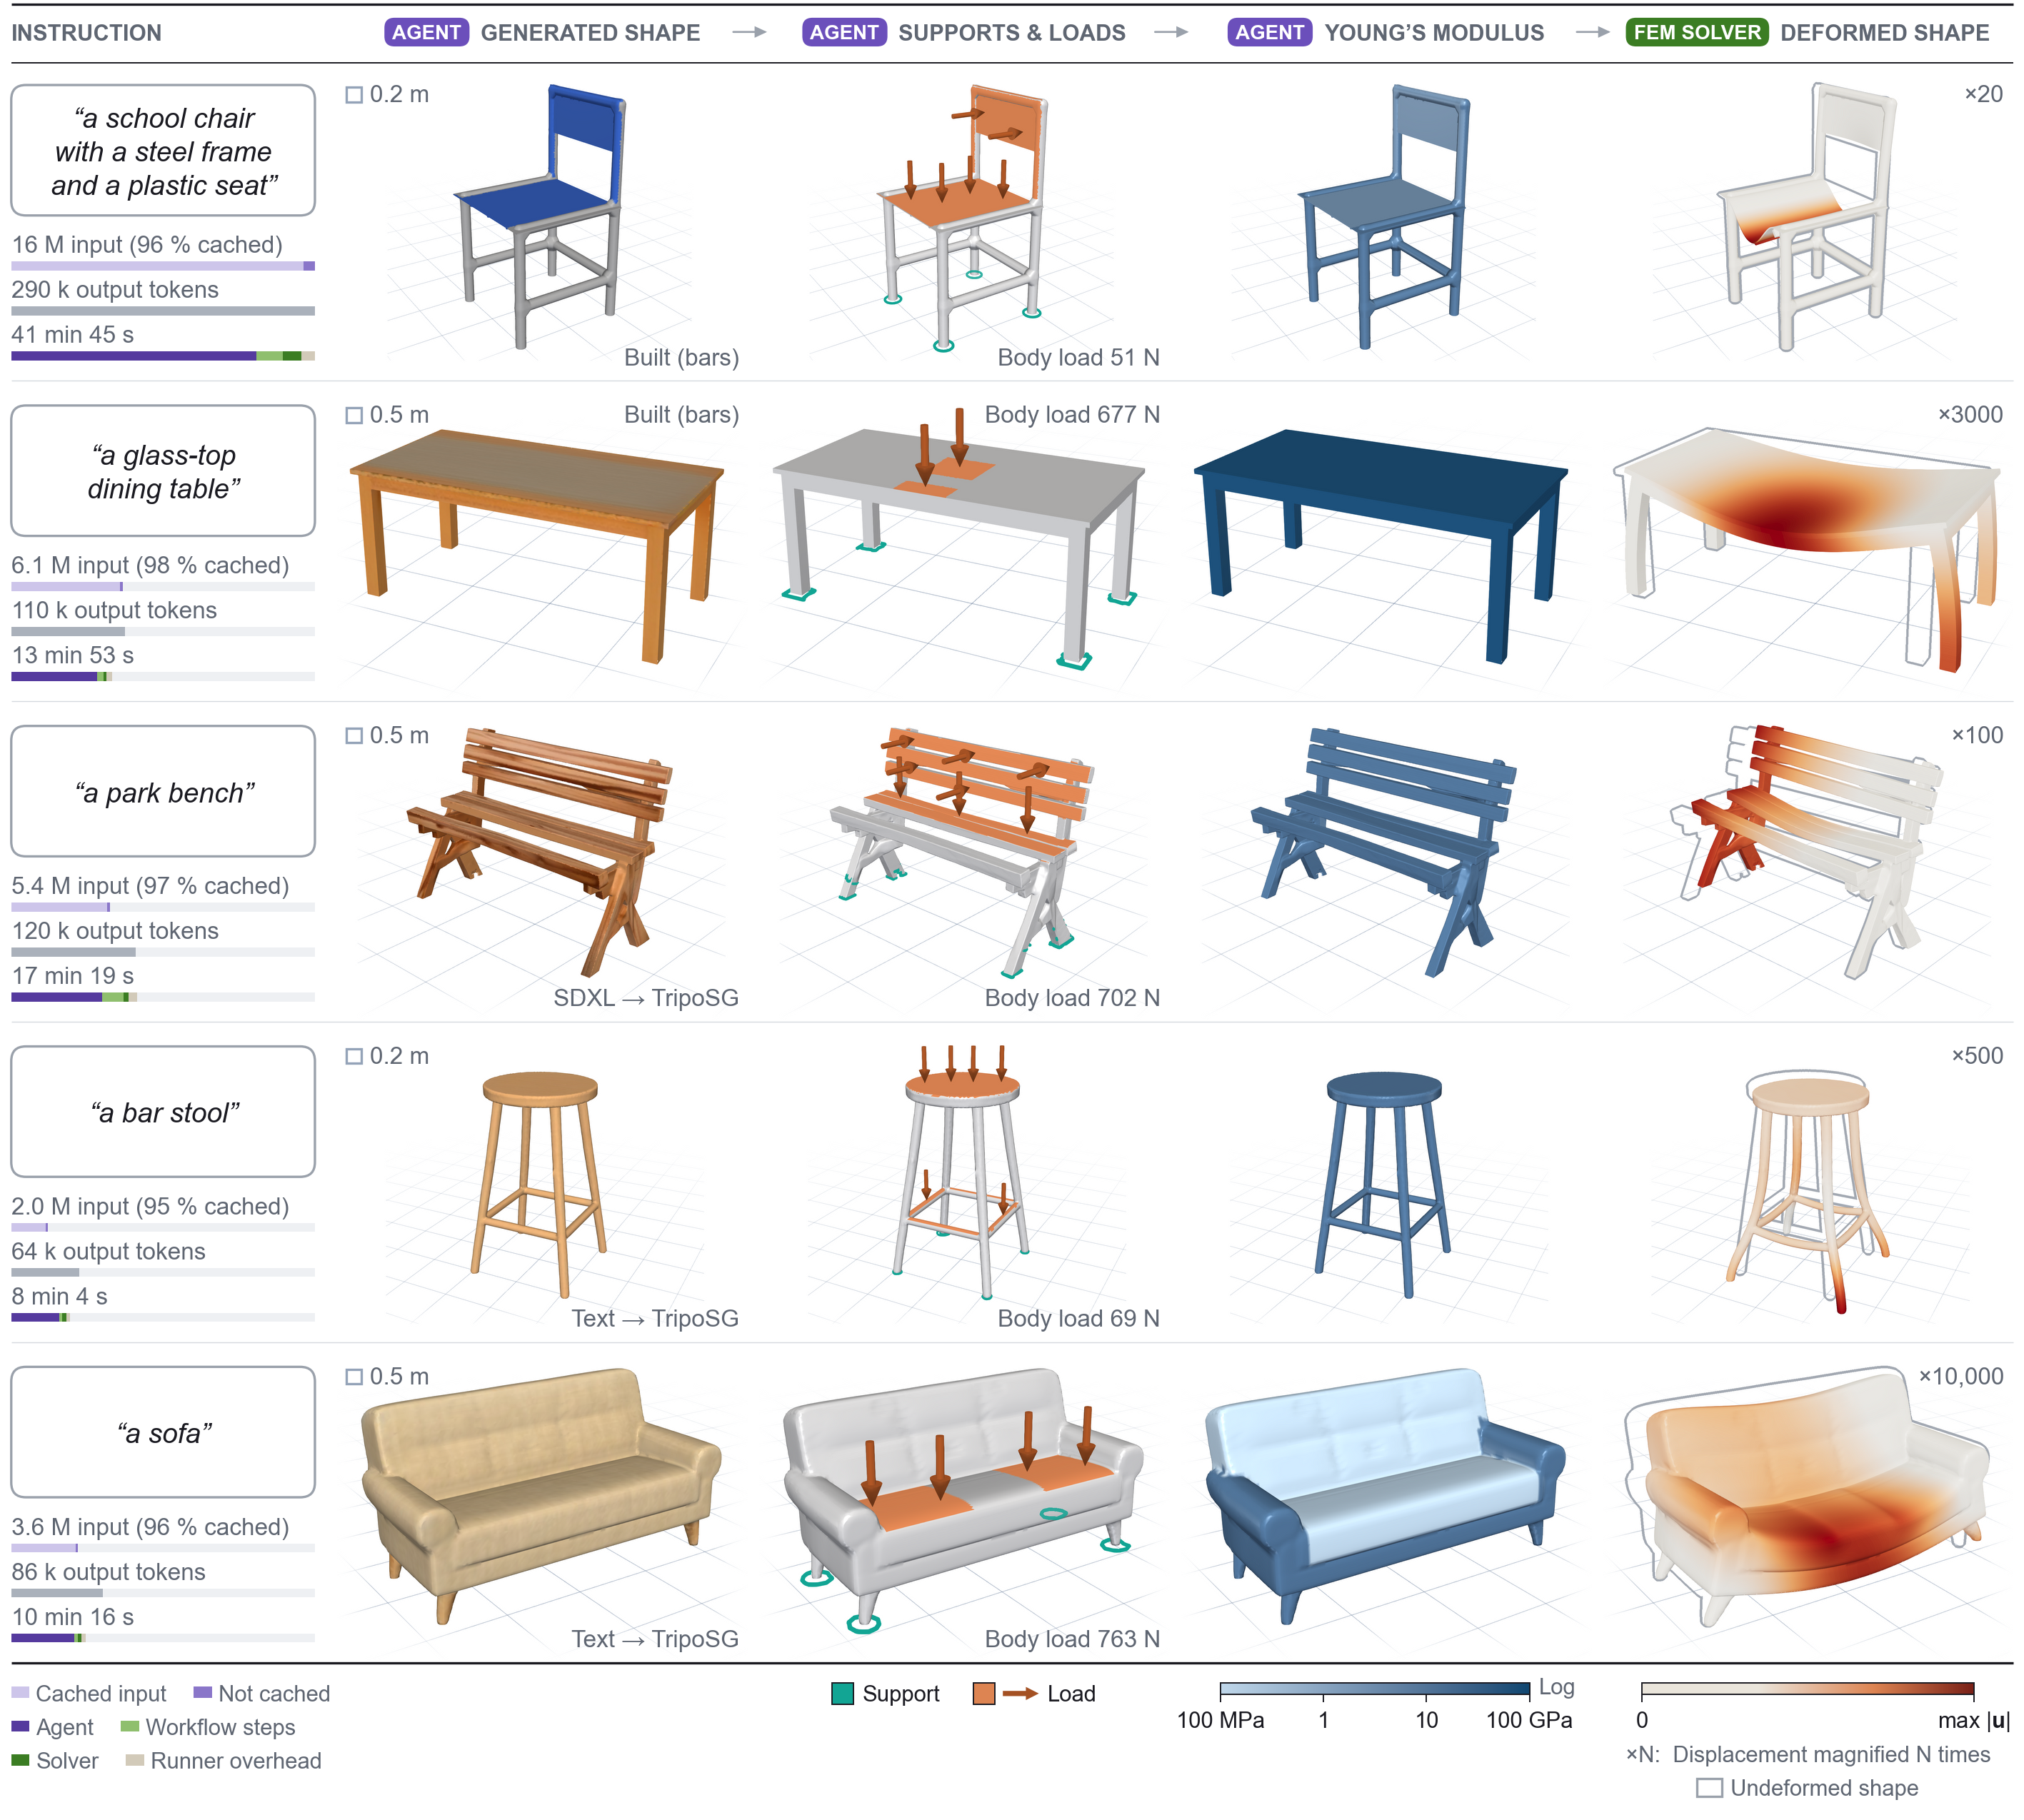 INSTRUCTION
AGENT GENERATED SHAPE → AGENT SUPPORTS & LOADS → AGENT YOUNG’S MODULUS → FEM SOLVER DEFORMED SHAPE
“a school chair
with a steel frame
and a plastic seat”
16 M input (96 % cached)
290 k output tokens
41 min 45 s
0.2 m
Built (bars)
Body load 51 N
×20
“a glass-top
dining table”
6.1 M input (98 % cached)
110 k output tokens
13 min 53 s
0.5 m
Built (bars)
Body load 677 N
×3000
“a park bench”
5.4 M input (97 % cached)
120 k output tokens
17 min 19 s
0.5 m
SDXL → TripoSG
Body load 702 N
×100
“a bar stool”
2.0 M input (95 % cached)
64 k output tokens
8 min 4 s
0.2 m
Text → TripoSG
Body load 69 N
×500
“a sofa”
3.6 M input (96 % cached)
86 k output tokens
10 min 16 s
0.5 m
Text → TripoSG
Body load 763 N
×10,000
Cached input Not cached
Agent Workflow steps
Solver Runner overhead
Support Load
Log
100 MPa 1 10 100 GPa
0 max |u|
×N: Displacement magnified N times
Undeformed shape